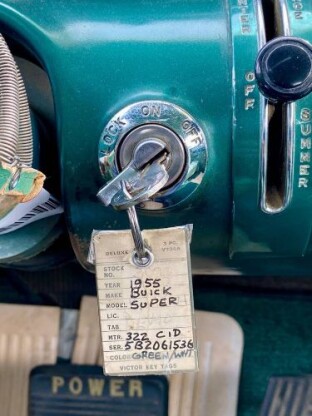 LOCK ON OFF
OFF
SUMMER
DELUXE
STOCK
NO.
YEAR 1955
MAKE BUICK
MODEL SUPER
LIC.
TAB
MTR. 322 CID
SER. 5B2061536
COLOR GREEN/WHT
VICTOR KEY TAGS
POWER